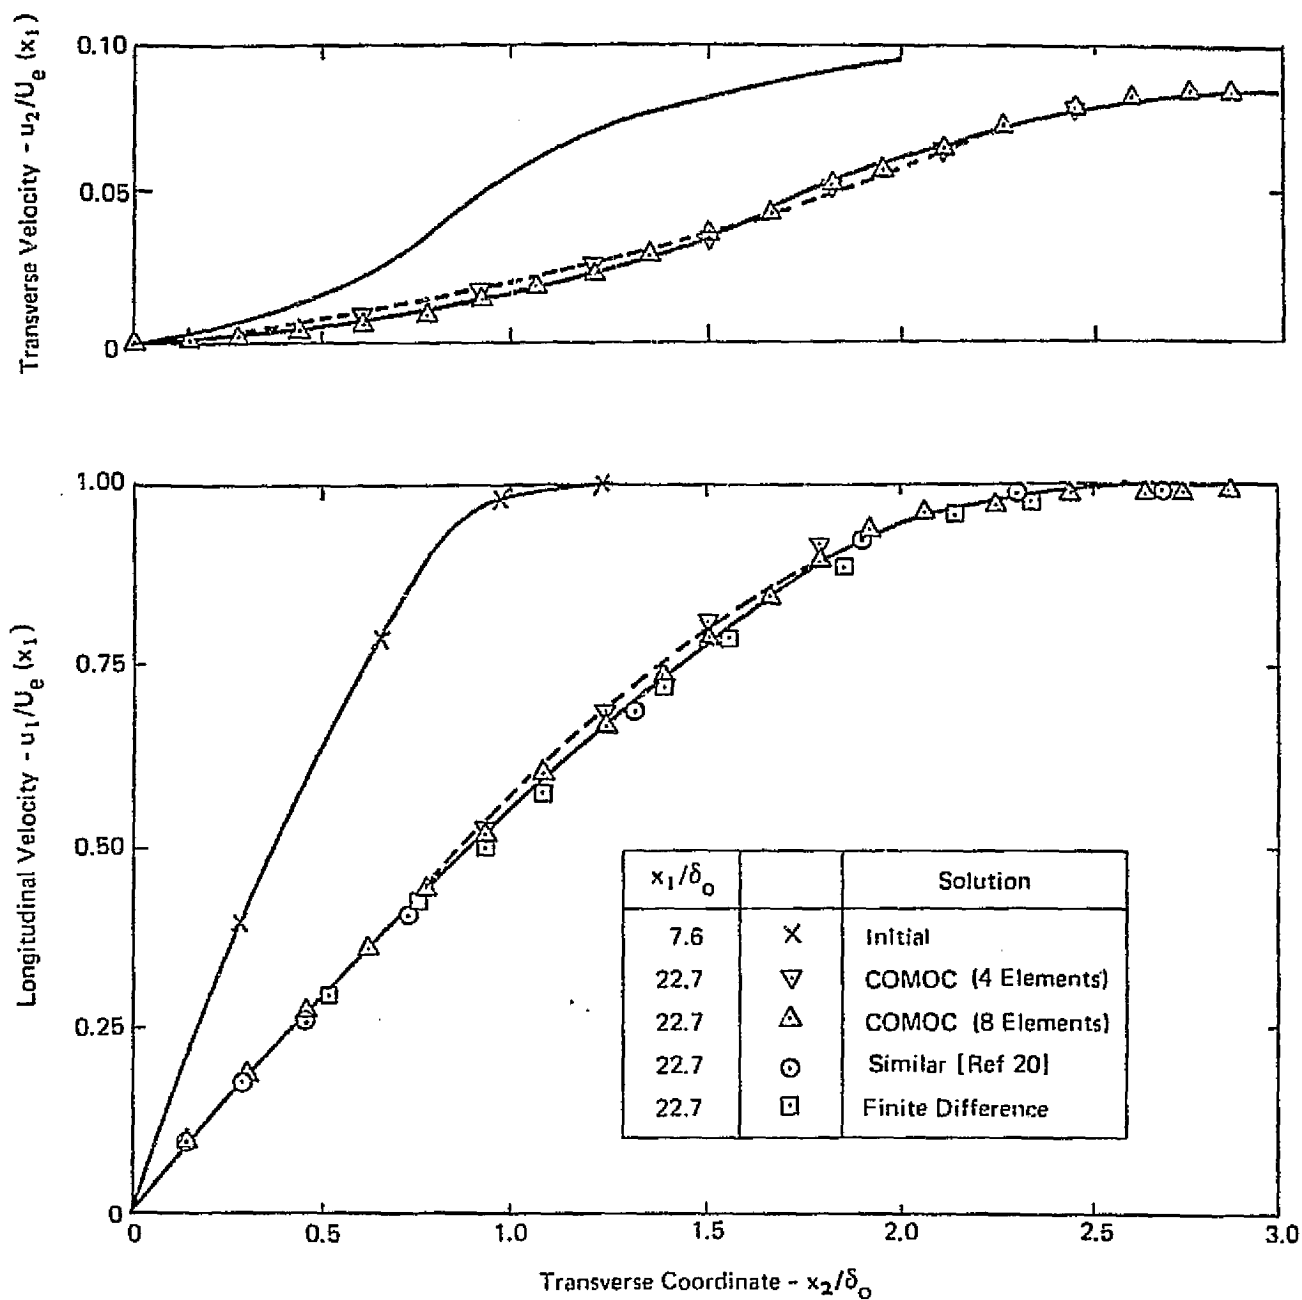 Transverse Velocity - u₂/Uₑ (x₁)
0.10
0.05
0
Longitudinal Velocity - u₁/Uₑ (x₁)
1.00
0.75
0.50
0.25
0
0 0.5 1.0 1.5 2.0 2.5 3.0
Transverse Coordinate - x₂/δₒ
x₁/δₒ Solution
7.6 Initial
22.7 COMOC (4 Elements)
22.7 COMOC (8 Elements)
22.7 Similar [Ref 20]
22.7 Finite Difference